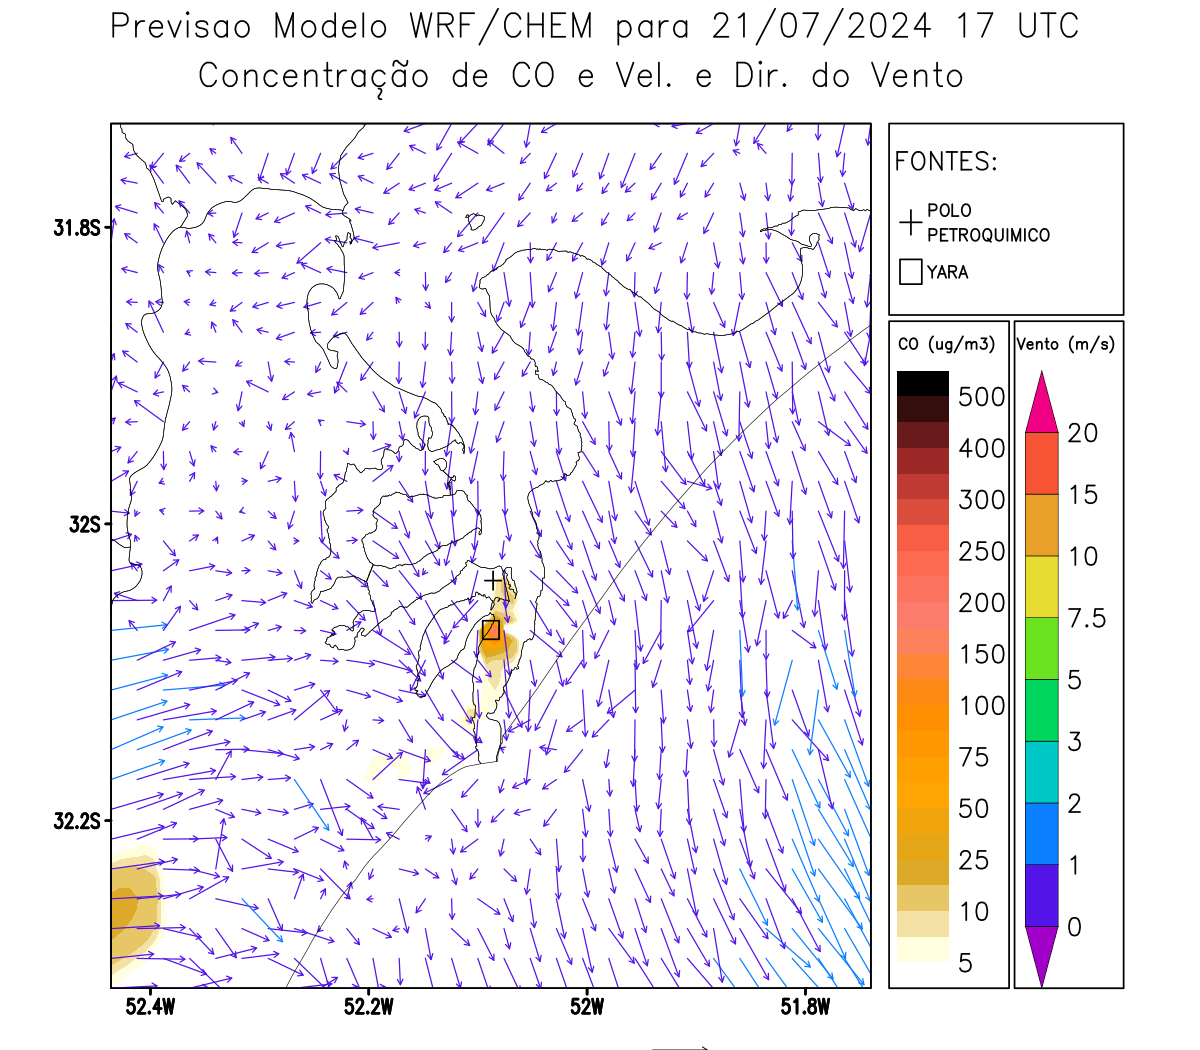 Previsao Modelo WRF/CHEM para 21/07/2024 17 UTC
Concentração de CO e Vel. e Dir. do Vento
FONTES:
POLO
PETROQUIMICO
YARA
31.8S
32S
32.2S
52.4W
52.2W
52W
51.8W
CO (ug/m3)
500
400
300
250
200
150
100
75
50
25
10
5
Vento (m/s)
20
15
10
7.5
5
3
2
1
0